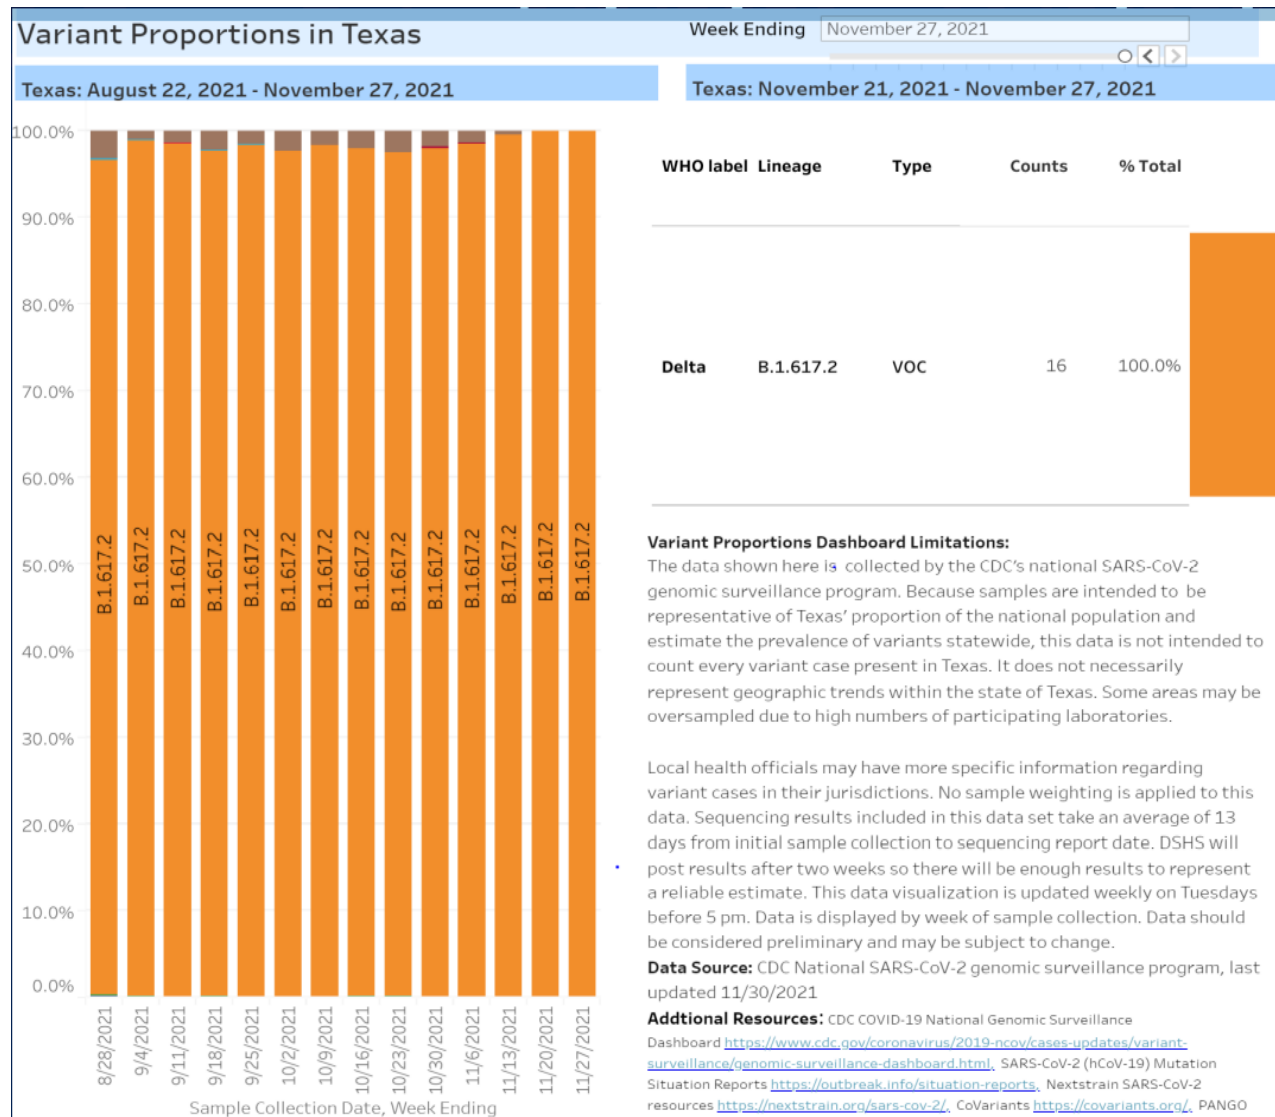 Variant Proportions in Texas
Week Ending November 27, 2021
Texas: August 22, 2021 - November 27, 2021
Texas: November 21, 2021 - November 27, 2021
100.0%
90.0%
80.0%
70.0%
60.0%
50.0%
40.0%
30.0%
20.0%
10.0%
0.0%
B.1.617.2
B.1.617.2
B.1.617.2
B.1.617.2
B.1.617.2
B.1.617.2
B.1.617.2
B.1.617.2
B.1.617.2
B.1.617.2
B.1.617.2
B.1.617.2
B.1.617.2
B.1.617.2
8/28/2021
9/4/2021
9/11/2021
9/18/2021
9/25/2021
10/2/2021
10/9/2021
10/16/2021
10/23/2021
10/30/2021
11/6/2021
11/13/2021
11/20/2021
11/27/2021
Sample Collection Date, Week Ending
WHO label Lineage Type Counts % Total
Delta B.1.617.2 VOC 16 100.0%
Variant Proportions Dashboard Limitations:
The data shown here is collected by the CDC's national SARS-CoV-2
genomic surveillance program. Because samples are intended to be
representative of Texas' proportion of the national population and
estimate the prevalence of variants statewide, this data is not intended to
count every variant case present in Texas. It does not necessarily
represent geographic trends within the state of Texas. Some areas may be
oversampled due to high numbers of participating laboratories.
Local health officials may have more specific information regarding
variant cases in their jurisdictions. No sample weighting is applied to this
data. Sequencing results included in this data set take an average of 13
days from initial sample collection to sequencing report date. DSHS will
post results after two weeks so there will be enough results to represent
a reliable estimate. This data visualization is updated weekly on Tuesdays
before 5 pm. Data is displayed by week of sample collection. Data should
be considered preliminary and may be subject to change.
Data Source: CDC National SARS-CoV-2 genomic surveillance program, last
updated 11/30/2021
Addtional Resources: CDC COVID-19 National Genomic Surveillance
Dashboard https://www.cdc.gov/coronavirus/2019-ncov/cases-updates/variant-
surveillance/genomic-surveillance-dashboard.html, SARS-CoV-2 (hCoV-19) Mutation
Situation Reports https://outbreak.info/situation-reports, Nextstrain SARS-CoV-2
resources https://nextstrain.org/sars-cov-2/, CoVariants https://covariants.org/, PANGO